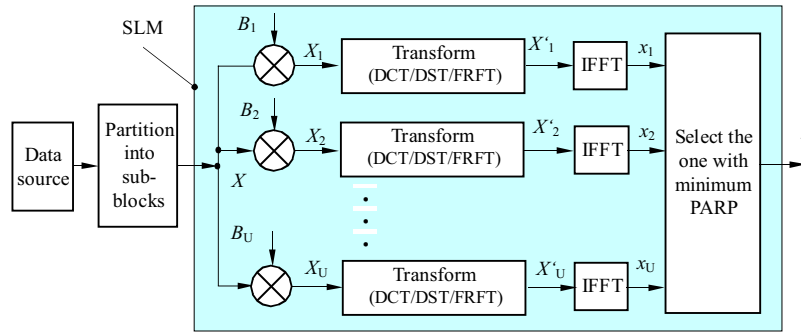 SLM
B1
X1
Transform
(DCT/DST/FRFT)
X‘1
IFFT
x1
B2
X2
Transform
(DCT/DST/FRFT)
X‘2
IFFT
x2
Data
source
Partition
into
sub-
blocks
X
Select the
one with
minimum
PARP
BU
XU
Transform
(DCT/DST/FRFT)
X‘U
IFFT
xU